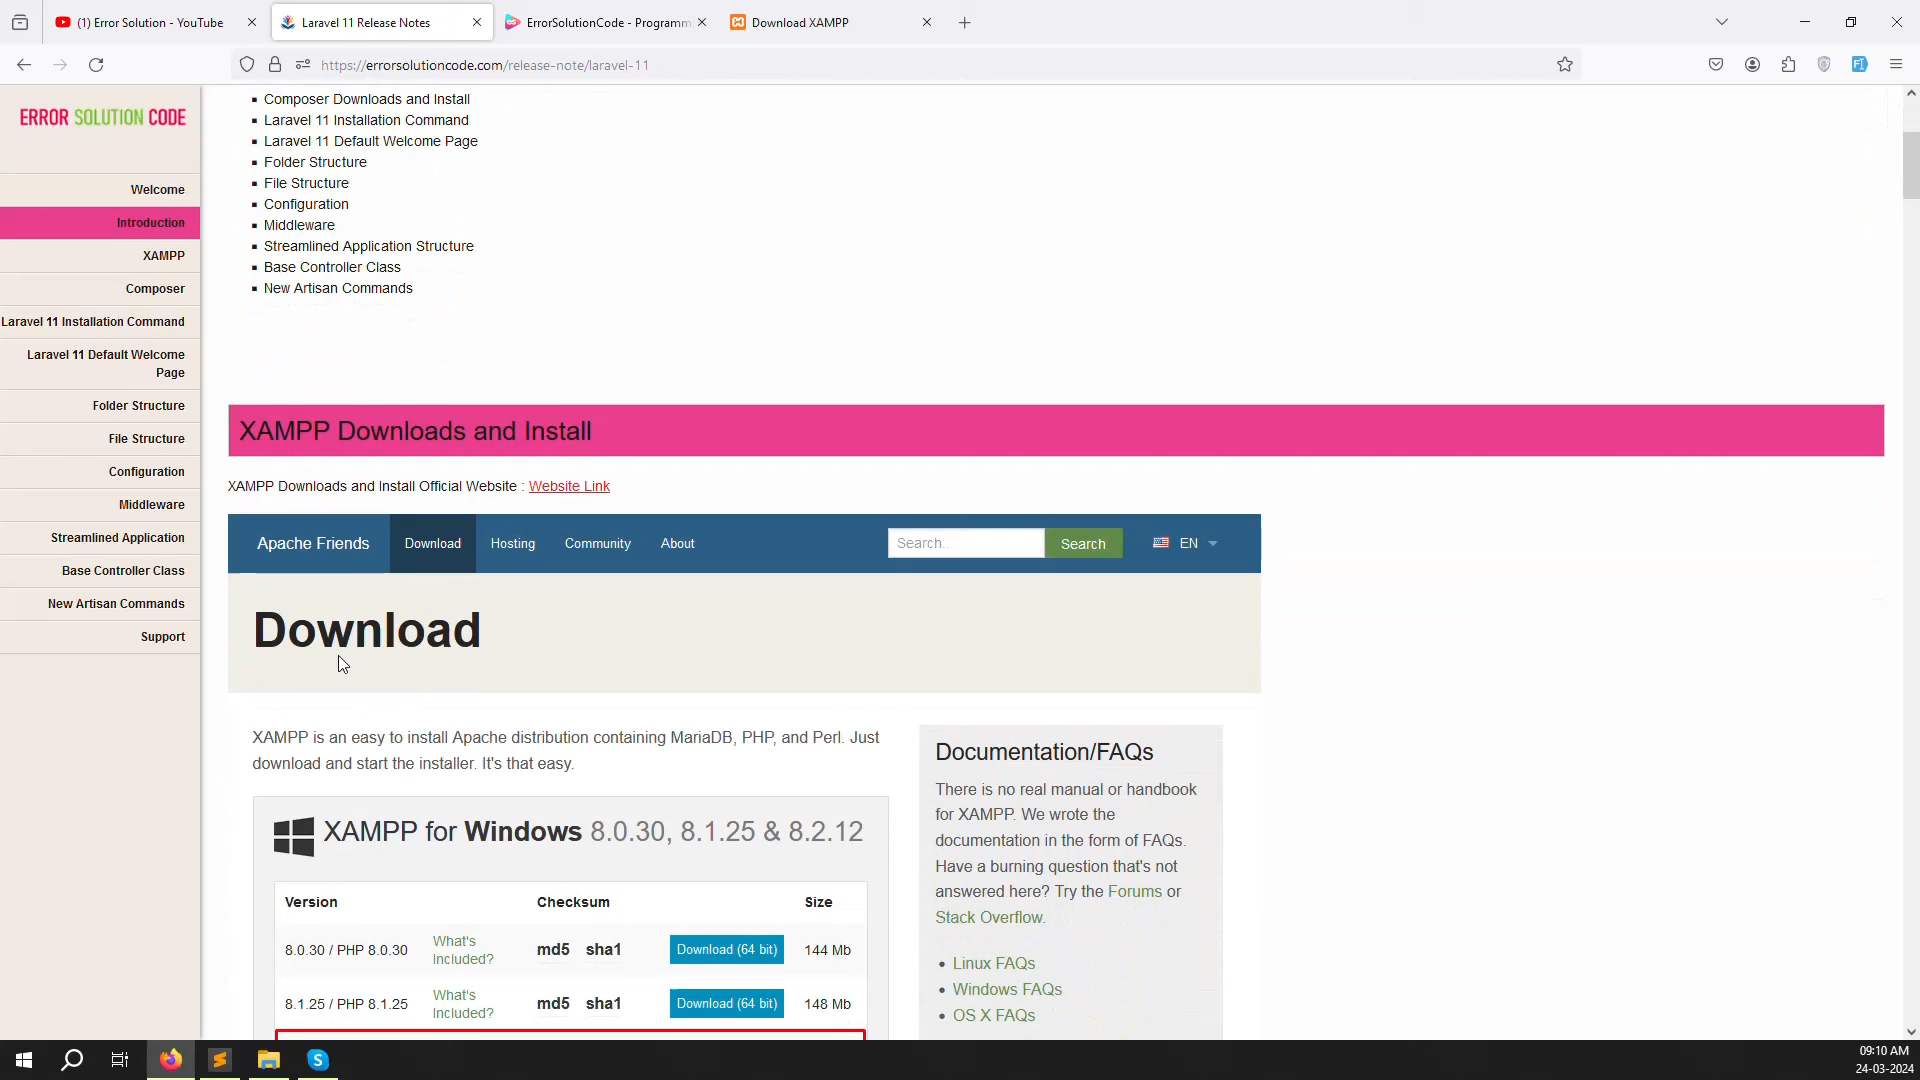 (1) Error Solution - YouTube
Laravel 11 Release Notes
ErrorSolutionCode - Programm
Download XAMPP
https://errorsolutioncode.com/release-note/laravel-11
ERROR SOLUTION CODE
Welcome
Introduction
XAMPP
Composer
Laravel 11 Installation Command
Laravel 11 Default Welcome
Page
Folder Structure
File Structure
Configuration
Middleware
Streamlined Application
Base Controller Class
New Artisan Commands
Support
Composer Downloads and Install
Laravel 11 Installation Command
Laravel 11 Default Welcome Page
Folder Structure
File Structure
Configuration
Middleware
Streamlined Application Structure
Base Controller Class
New Artisan Commands
XAMPP Downloads and Install
XAMPP Downloads and Install Official Website : Website Link
Apache Friends Download Hosting Community About Search.. Search EN
Download
XAMPP is an easy to install Apache distribution containing MariaDB, PHP, and Perl. Just
download and start the installer. It's that easy.
XAMPP for Windows 8.0.30, 8.1.25 & 8.2.12
Version Checksum Size
8.0.30 / PHP 8.0.30 What's Included? md5 sha1 Download (64 bit) 144 Mb
8.1.25 / PHP 8.1.25 What's Included? md5 sha1 Download (64 bit) 148 Mb
Documentation/FAQs
There is no real manual or handbook
for XAMPP. We wrote the
documentation in the form of FAQs.
Have a burning question that's not
answered here? Try the Forums or
Stack Overflow.
Linux FAQs
Windows FAQs
OS X FAQs
09:10 AM
24-03-2024